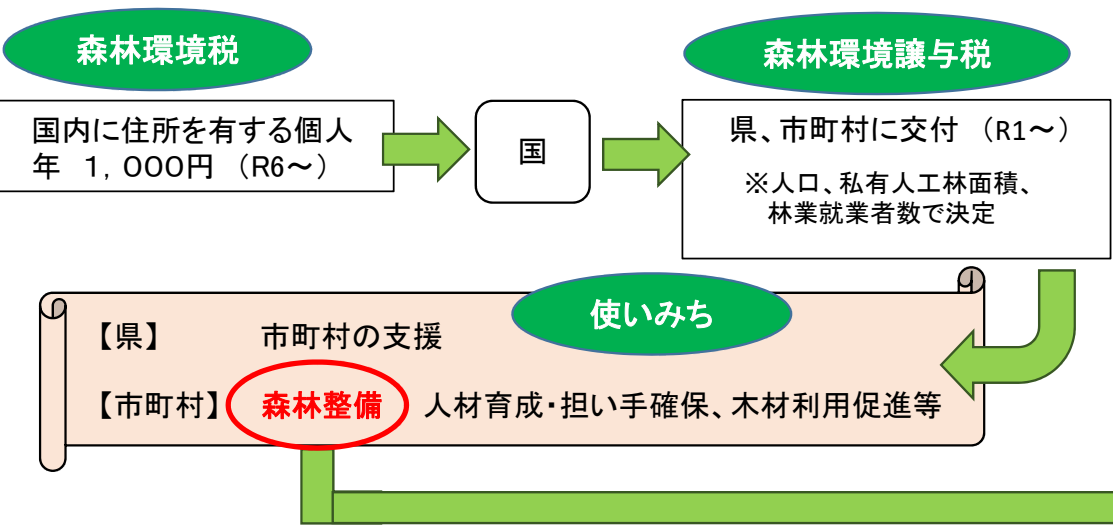 森林環境税
森林環境譲与税
国内に住所を有する個人
年　１，０００円　（R6～）
国
県、市町村に交付　（R1～）
※人口、私有人工林面積、
林業就業者数で決定
使いみち
【県】　　　市町村の支援
【市町村】　森林整備　人材育成・担い手確保、木材利用促進等